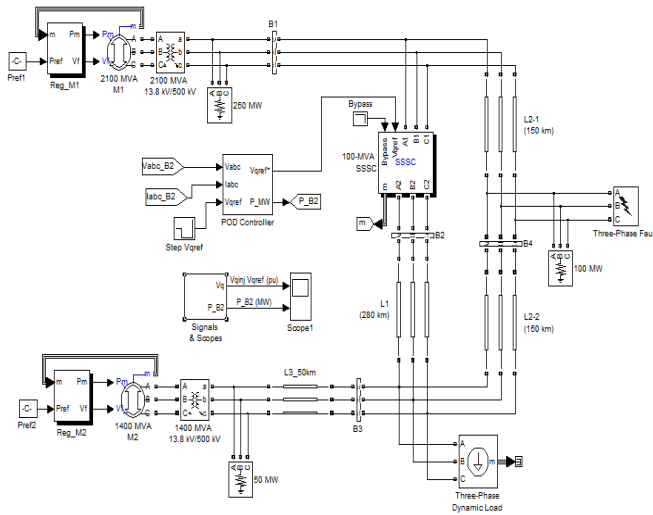 B1
m
m
Pm
Pref
Vf
Pm
Vf
A
B
C
a
b
c
-C-
Pref1
Reg_M1
2100 MVA
M1
2100 MVA
13.8 kV/500 kV
A B C
250 MW
Bypass
L2-1
(150 km)
Bypass
Vqref
A1
B1
C1
100-MVA
SSSC
SSSC
m
A2
B2
C2
Vabc_B2
Iabc_B2
Vabc
Iabc
Vqref
Vqref*
P_MW
P_B2
Step Vqref
POD Controller
m
B2
B4
A
B
C
Three-Phase Fau
A B C
100 MW
Vq
P_B2
Vqinj Vqref (pu)
P_B2 (MW)
Signals
& Scopes
Scope1
L1
(280 km)
L2-2
(150 km)
m
m
Pm
Pref
Vf
Pm
Vf
A
B
C
A
B
C
a
b
c
-C-
Pref2
Reg_M2
1400 MVA
M2
1400 MVA
13.8 kV/500 kV
L3_50km
B3
A B C
50 MW
A
B
C
m
Three-Phase
Dynamic Load